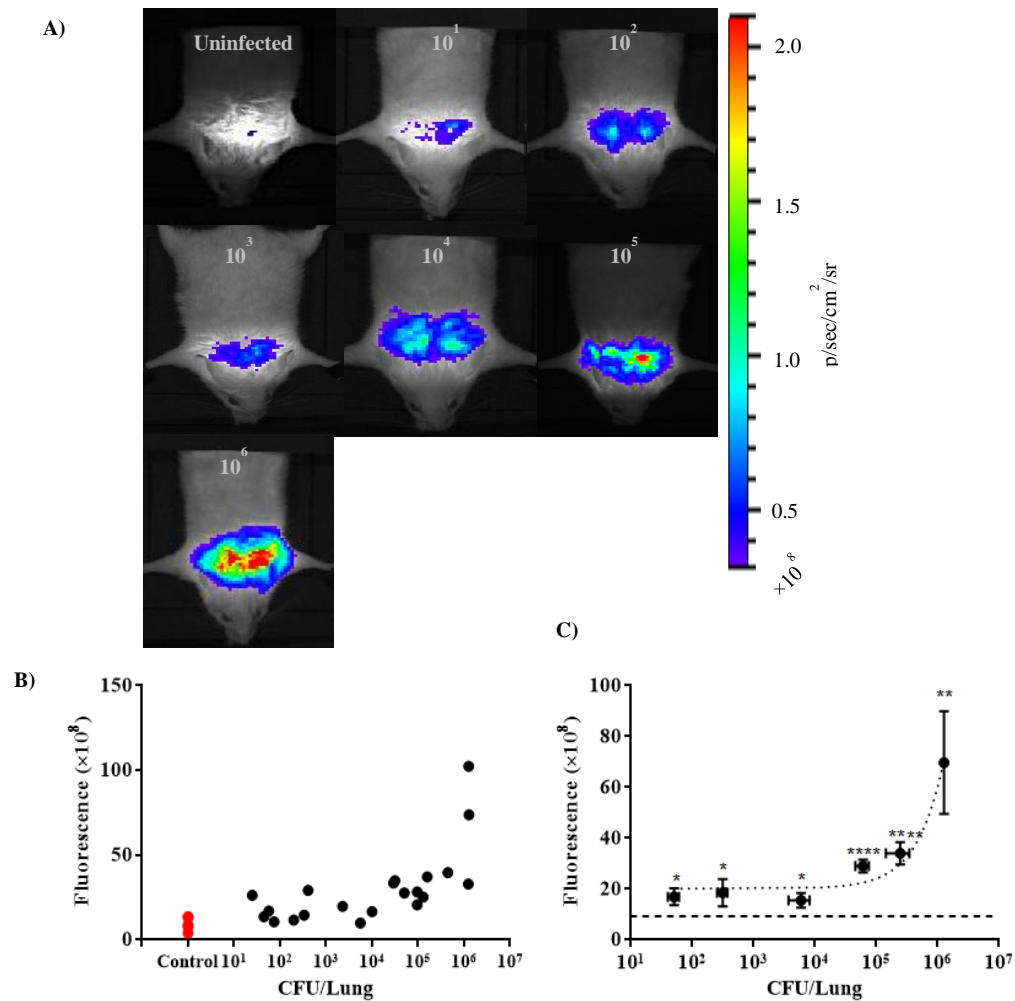 A)
Uninfected
10^1
10^2
10^3
10^4
10^5
10^6
2.0
1.5
1.0
0.5
×10^8
p/sec/cm^2/sr
B)
150
100
50
0
Fluorescence (×10^8)
Control 10^1 10^2 10^3 10^4 10^5 10^6 10^7
CFU/Lung
C)
100
80
60
40
20
0
Fluorescence (×10^8)
*
*
*
****
****
**
10^1 10^2 10^3 10^4 10^5 10^6 10^7
CFU/Lung